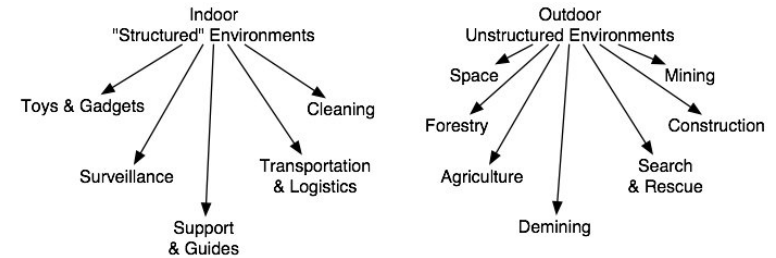 Indoor
"Structured" Environments
Toys & Gadgets
Cleaning
Surveillance
Transportation
& Logistics
Support
& Guides
Outdoor
Unstructured Environments
Space
Mining
Forestry
Construction
Agriculture
Search
& Rescue
Demining